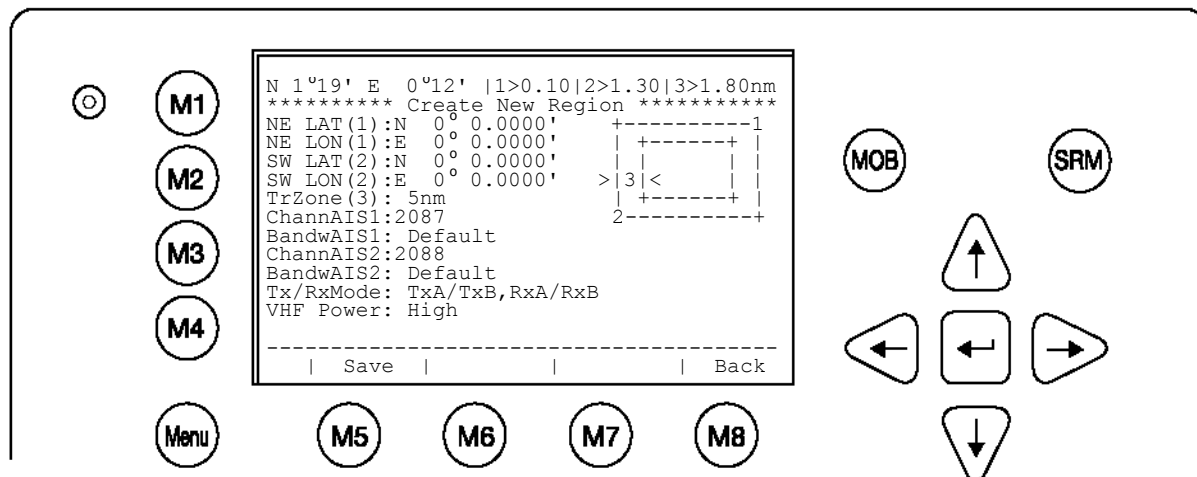 N 1°19' E  0°12' |1>0.10|2>1.30|3>1.80nm
********** Create New Region ***********
NE LAT(1):N  0° 0.0000'    +----------1
NE LON(1):E  0° 0.0000'    | +------+ |
SW LAT(2):N  0° 0.0000'    | |      | |
SW LON(2):E  0° 0.0000'   >|3|<     | |
TrZone(3): 5nm             | +------+ |
ChannAIS1:2087             2----------+
BandwAIS1: Default
ChannAIS2:2088
BandwAIS2: Default
Tx/RxMode: TxA/TxB,RxA/RxB
VHF Power: High
----------------------------------------
| Save | | | Back
M1
M2
M3
M4
Menu
M5
M6
M7
M8
MOB
SRM